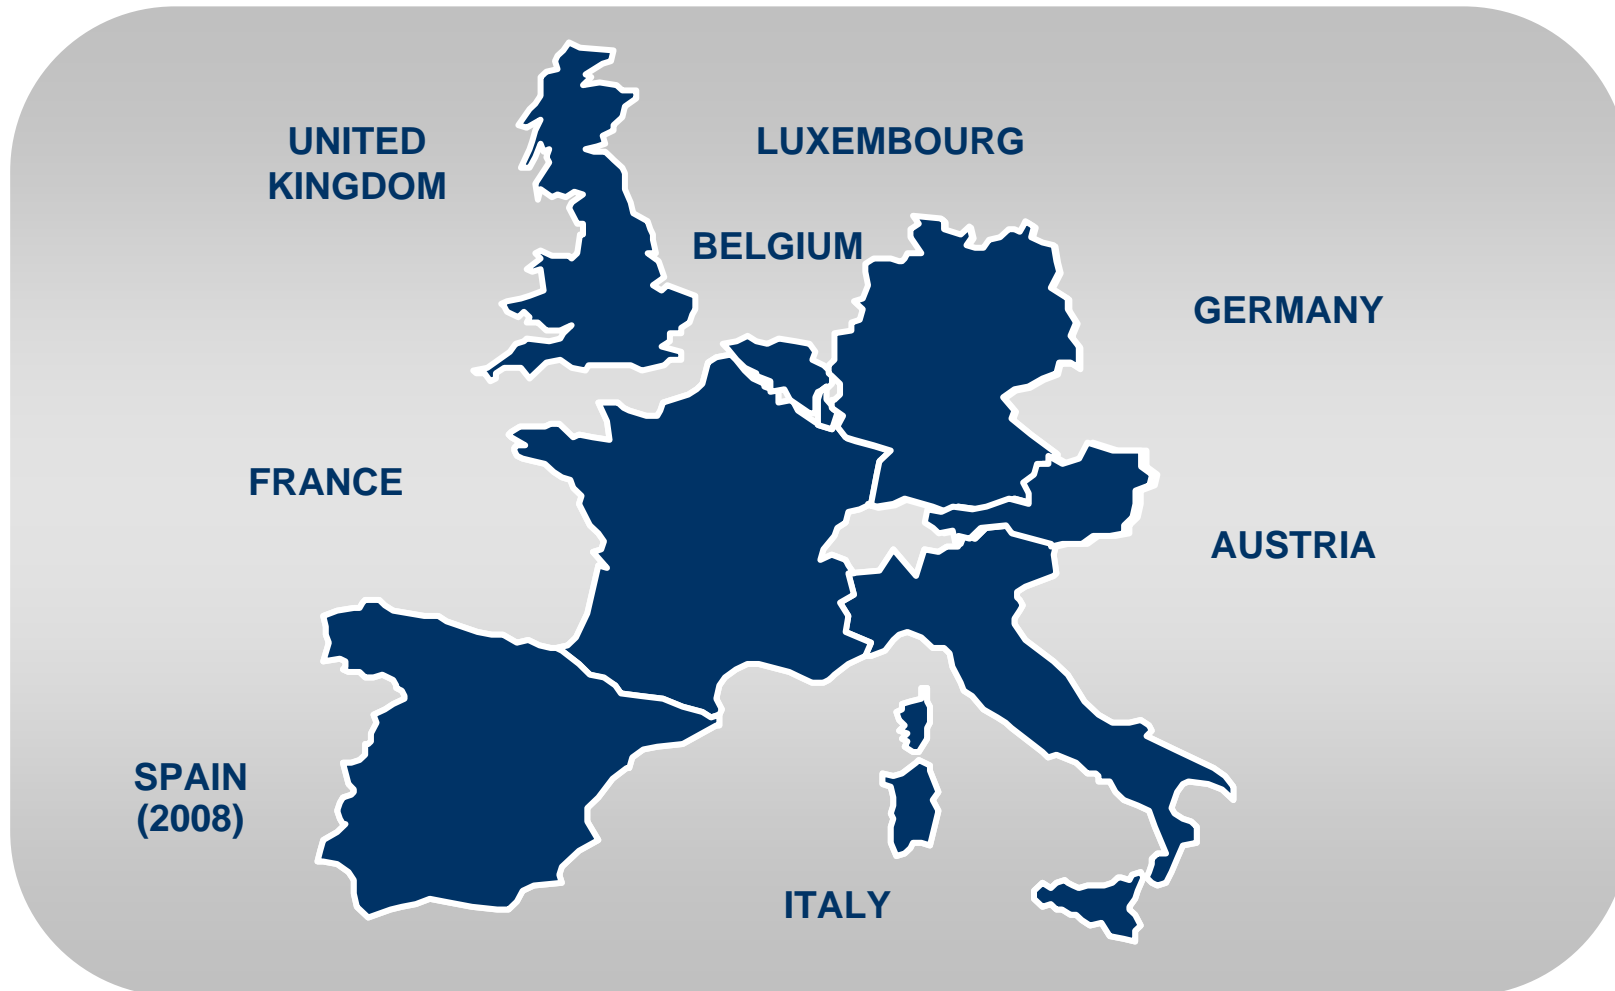 UNITED
KINGDOM
LUXEMBOURG
BELGIUM
GERMANY
FRANCE
AUSTRIA
SPAIN
(2008)
ITALY